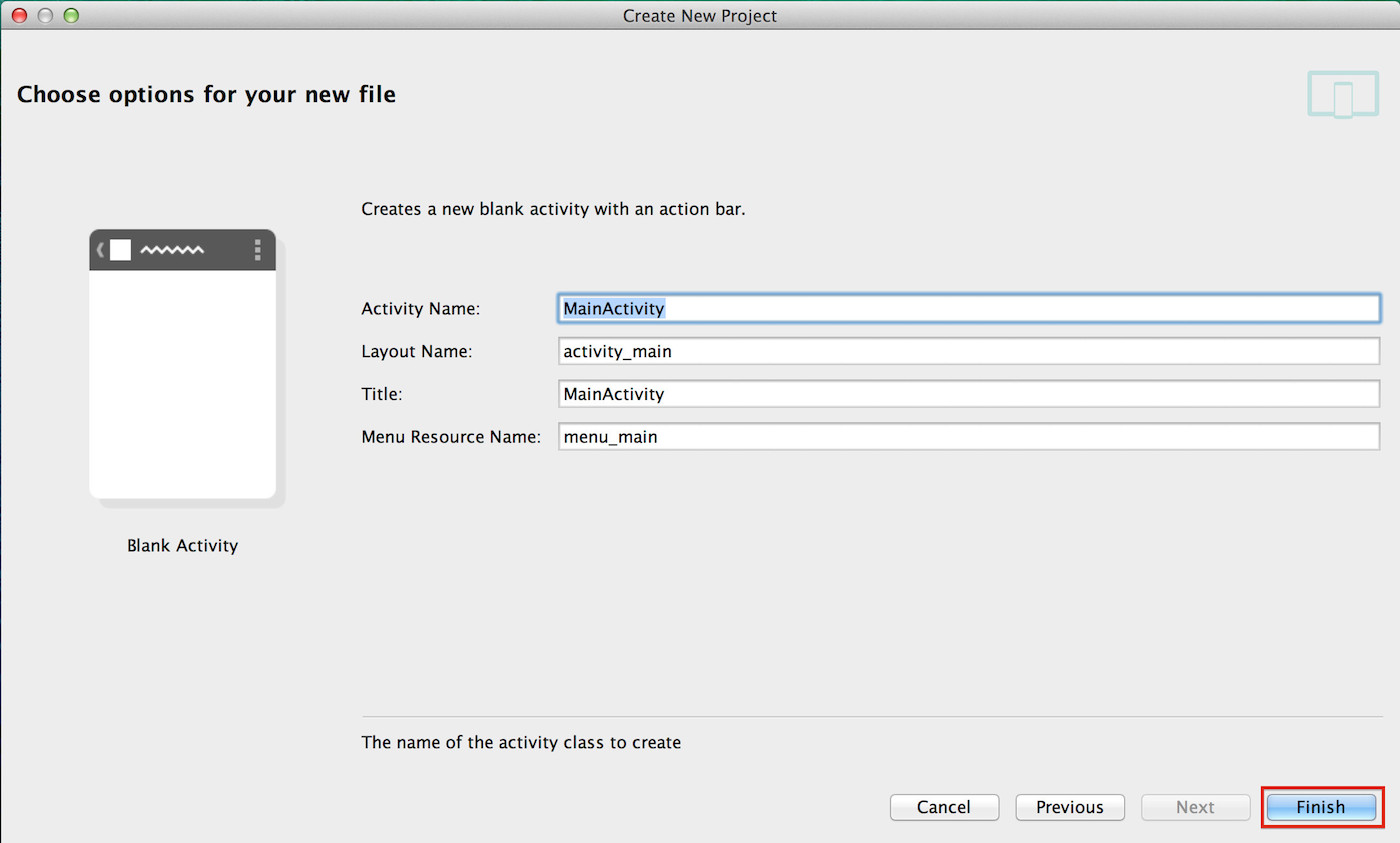 Create New Project
Choose options for your new file
Creates a new blank activity with an action bar.
Activity Name: MainActivity
Layout Name: activity_main
Title: MainActivity
Menu Resource Name: menu_main
Blank Activity
The name of the activity class to create
Cancel Previous Next Finish